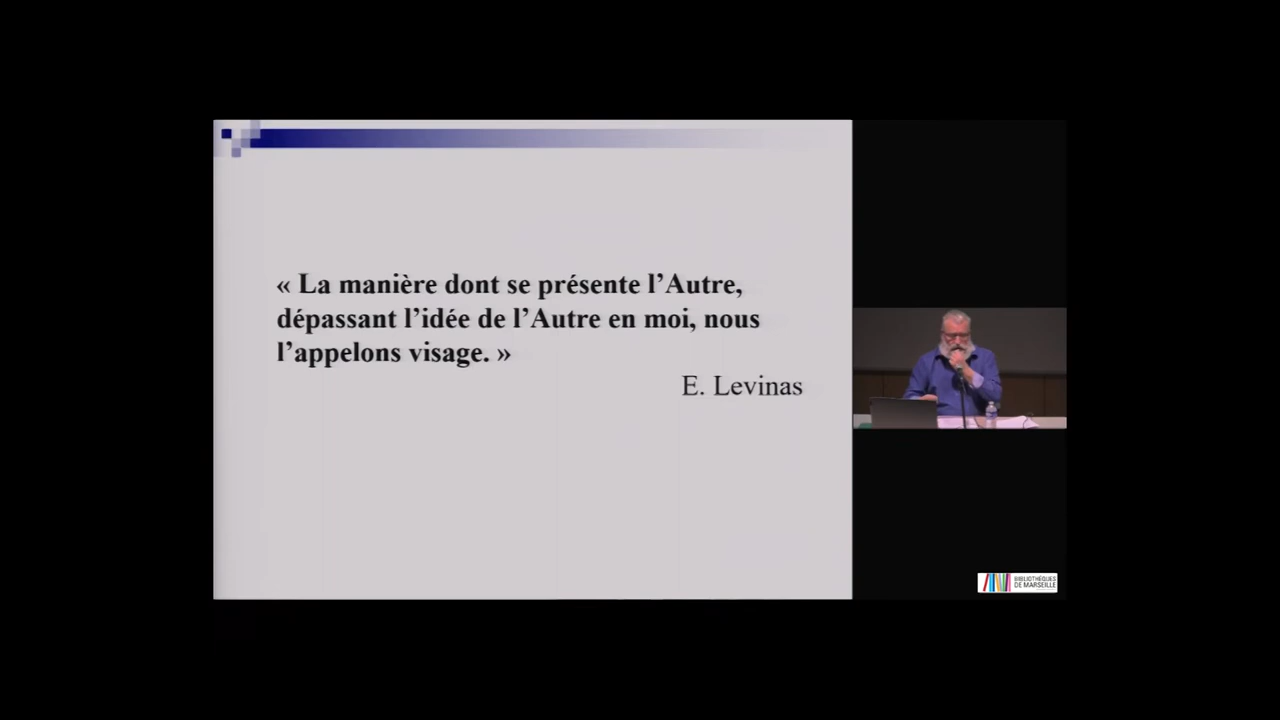 « La manière dont se présente l’Autre,
dépassant l’idée de l’Autre en moi, nous
l’appelons visage. »
E. Levinas
BIBLIOTHÈQUES
DE MARSEILLE